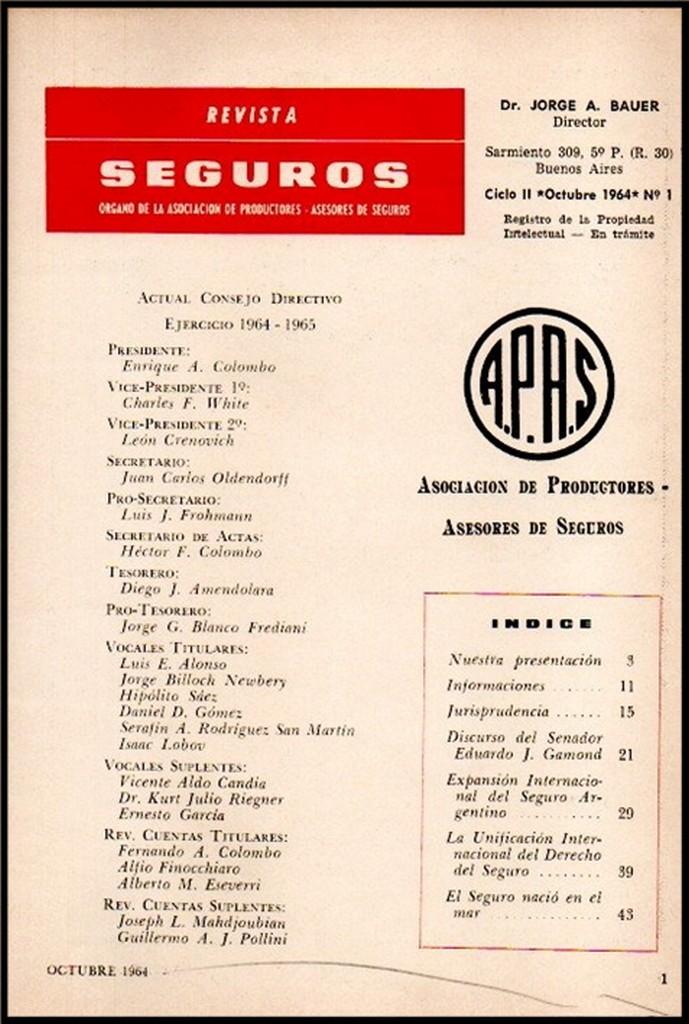 REVISTA
SEGUROS
ORGANO DE LA ASOCIACION DE PRODUCTORES - ASESORES DE SEGUROS
Dr. JORGE A. BAUER
Director
Sarmiento 309, 5º P. (R. 30)
Buenos Aires
Ciclo II *Octubre 1964* Nº 1
Registro de la Propiedad
Intelectual — En trámite
ACTUAL CONSEJO DIRECTIVO
EJERCICIO 1964 - 1965
PRESIDENTE:
Enrique A. Colombo
VICE-PRESIDENTE 1º:
Charles F. White
VICE-PRESIDENTE 2º:
León Crenovich
SECRETARIO:
Juan Carlos Oldendorff
PRO-SECRETARIO:
Luis J. Frohmann
SECRETARIO DE ACTAS:
Héctor F. Colombo
TESORERO:
Diego J. Amendolara
PRO-TESORERO:
Jorge G. Blanco Frediani
VOCALES TITULARES:
Luis E. Alonso
Jorge Billoch Newbery
Hipólito Sáez
Daniel D. Gómez
Serafín A. Rodríguez San Martín
Isaac Lobov
VOCALES SUPLENTES:
Vicente Aldo Candia
Dr. Kurt Julio Riegner
Ernesto García
REV. CUENTAS TITULARES:
Fernando A. Colombo
Alfio Finocchiaro
Alberto M. Eseverri
REV. CUENTAS SUPLENTES:
Joseph L. Mahdjoubian
Guillermo A. J. Pollini
A.P.A.S
ASOCIACION DE PRODUCTORES -
ASESORES DE SEGUROS
INDICE
Nuestra presentación 3
Informaciones ....... 11
Jurisprudencia ...... 15
Discurso del Senador
Eduardo J. Gamond 21
Expansión Internacio-
nal del Seguro Ar-
gentino ........... 29
La Unificación Inter-
nacional del Derecho
del Seguro ........ 39
El Seguro nació en el
mar ............... 43
OCTUBRE 1964
1